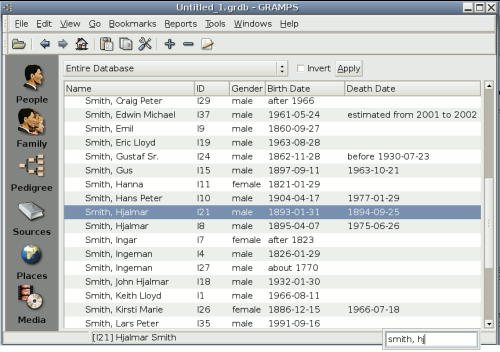 Untitled_1.grdb - GRAMPS
File Edit View Go Bookmarks Reports Tools Windows Help
Entire Database Invert Apply
Name ID Gender Birth Date Death Date
Smith, Craig Peter I29 male after 1966
Smith, Edwin Michael I37 male 1961-05-24 estimated from 2001 to 2002
Smith, Emil I9 male 1860-09-27
Smith, Eric Lloyd I19 male 1963-08-28
Smith, Gustaf Sr. I24 male 1862-11-28 before 1930-07-23
Smith, Gus I15 male 1897-09-11 1963-10-21
Smith, Hanna I11 female 1821-01-29
Smith, Hans Peter I10 male 1904-04-17 1977-01-29
Smith, Hjalmar I21 male 1893-01-31 1894-09-25
Smith, Hjalmar I8 male 1895-04-07 1975-06-26
Smith, Ingar I7 female after 1823
Smith, Ingeman I4 male 1826-01-29
Smith, Ingeman I27 male about 1770
Smith, John Hjalmar I18 male 1932-01-30
Smith, Keith Lloyd I1 male 1966-08-11
Smith, Kirsti Marie I26 female 1886-12-15 1966-07-18
Smith, Lars Peter I35 male 1991-09-16
People
Family
Pedigree
Sources
Places
Media
[I21] Hjalmar Smith
smith, hj